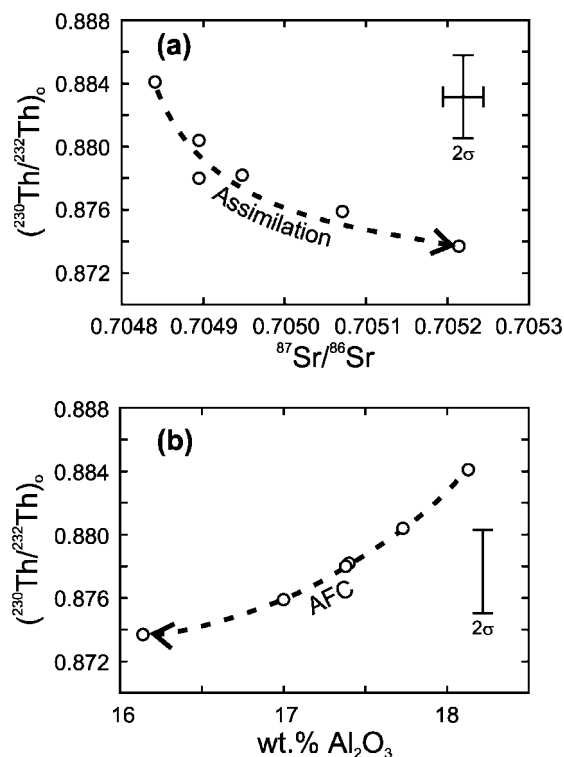 (a)
0.888
0.884
0.880
0.876
0.872
(²³⁰Th/²³²Th)ₒ
2σ
Assimilation
0.7048 0.7049 0.7050 0.7051 0.7052 0.7053
⁸⁷Sr/⁸⁶Sr
(b)
0.888
0.884
0.880
0.876
0.872
(²³⁰Th/²³²Th)ₒ
2σ
AFC
16 17 18
wt.% Al₂O₃